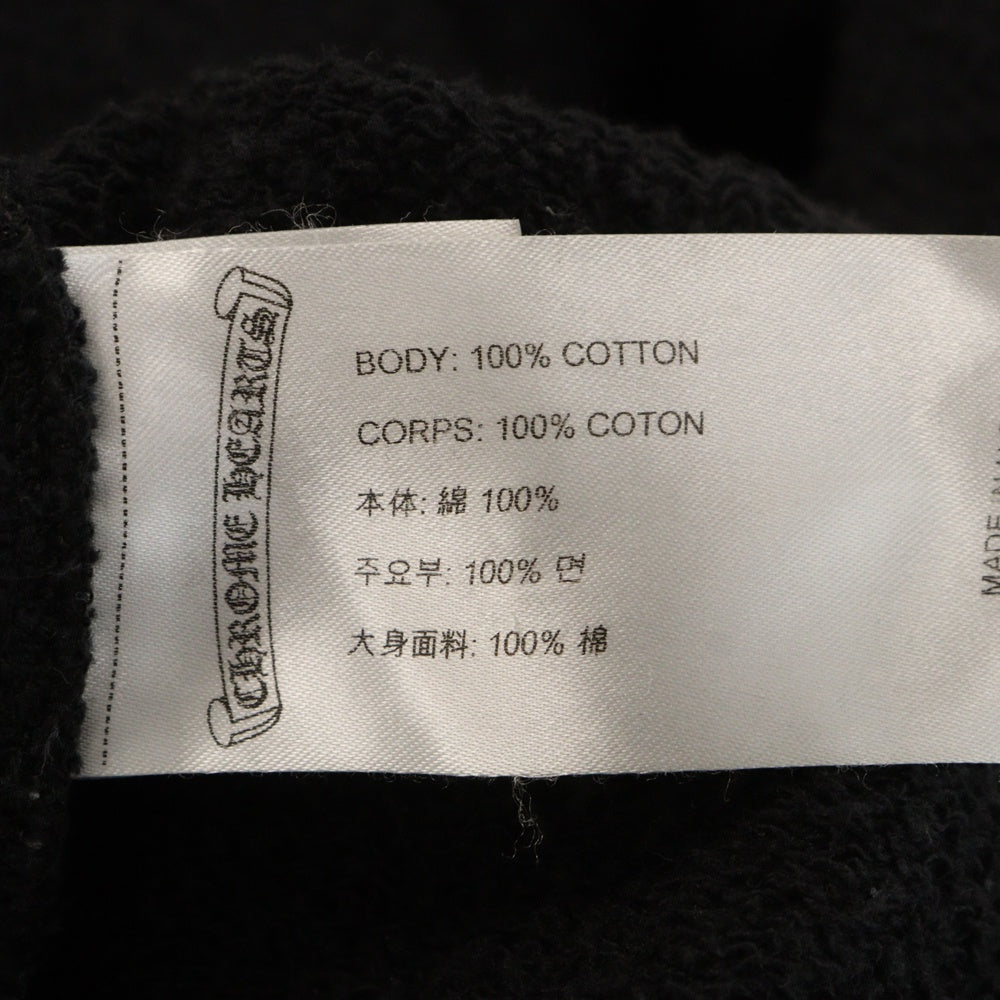 CHROME HEARTS
BODY: 100% COTTON
CORPS: 100% COTON
本体: 綿 100%
주요부: 100% 면
大身面料: 100% 棉
MADE